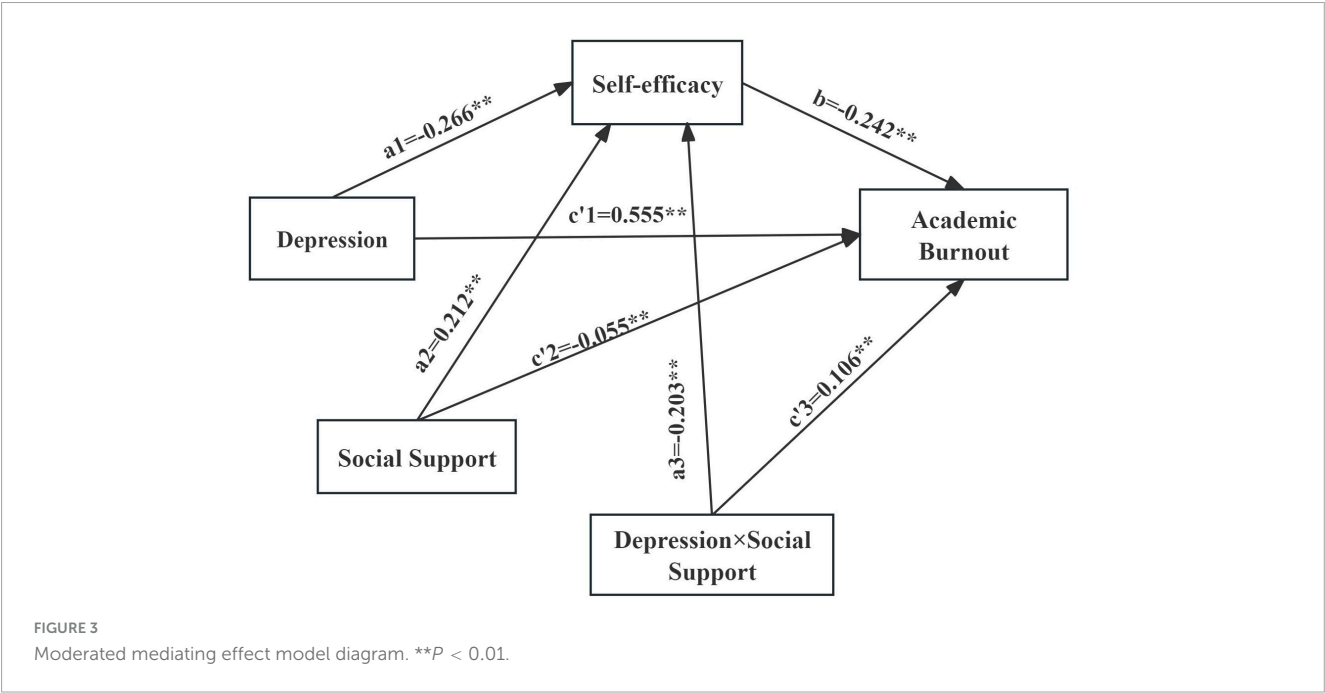 Self-efficacy
a1=-0.266**
b=-0.242**
Depression
c'1=0.555**
Academic
Burnout
a2=0.212**
c'2=-0.055**
a3=-0.203**
c'3=0.106**
Social Support
Depression×Social
Support
FIGURE 3
Moderated mediating effect model diagram. **P < 0.01.